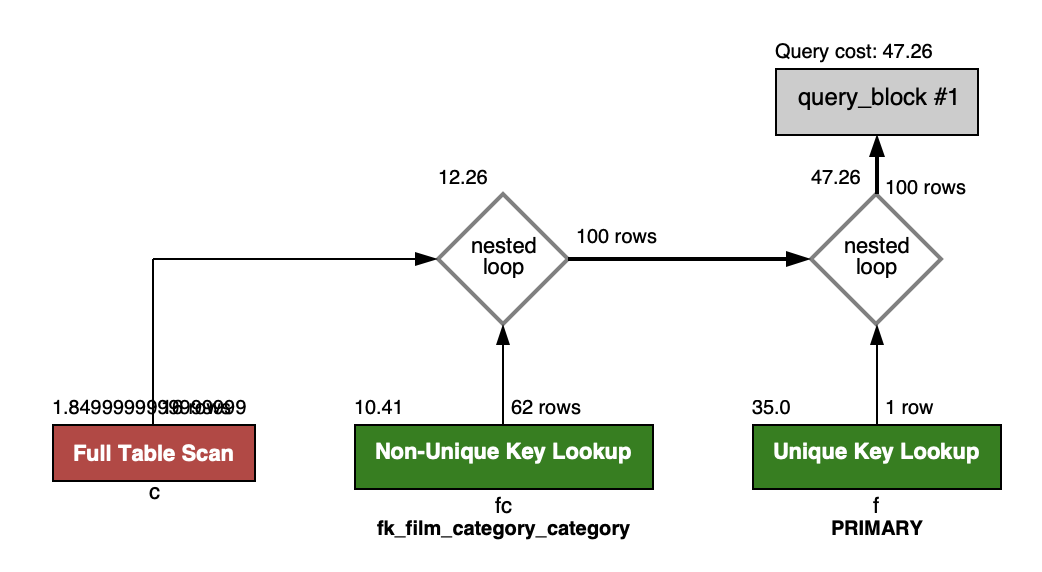 Query cost: 47.26
query_block #1
12.26
47.26
100 rows
nested
loop
100 rows
nested
loop
1.8499999999999999
16 rows
10.41
62 rows
35.0
1 row
Full Table Scan
Non-Unique Key Lookup
Unique Key Lookup
c
fc
f
fk_film_category_category
PRIMARY